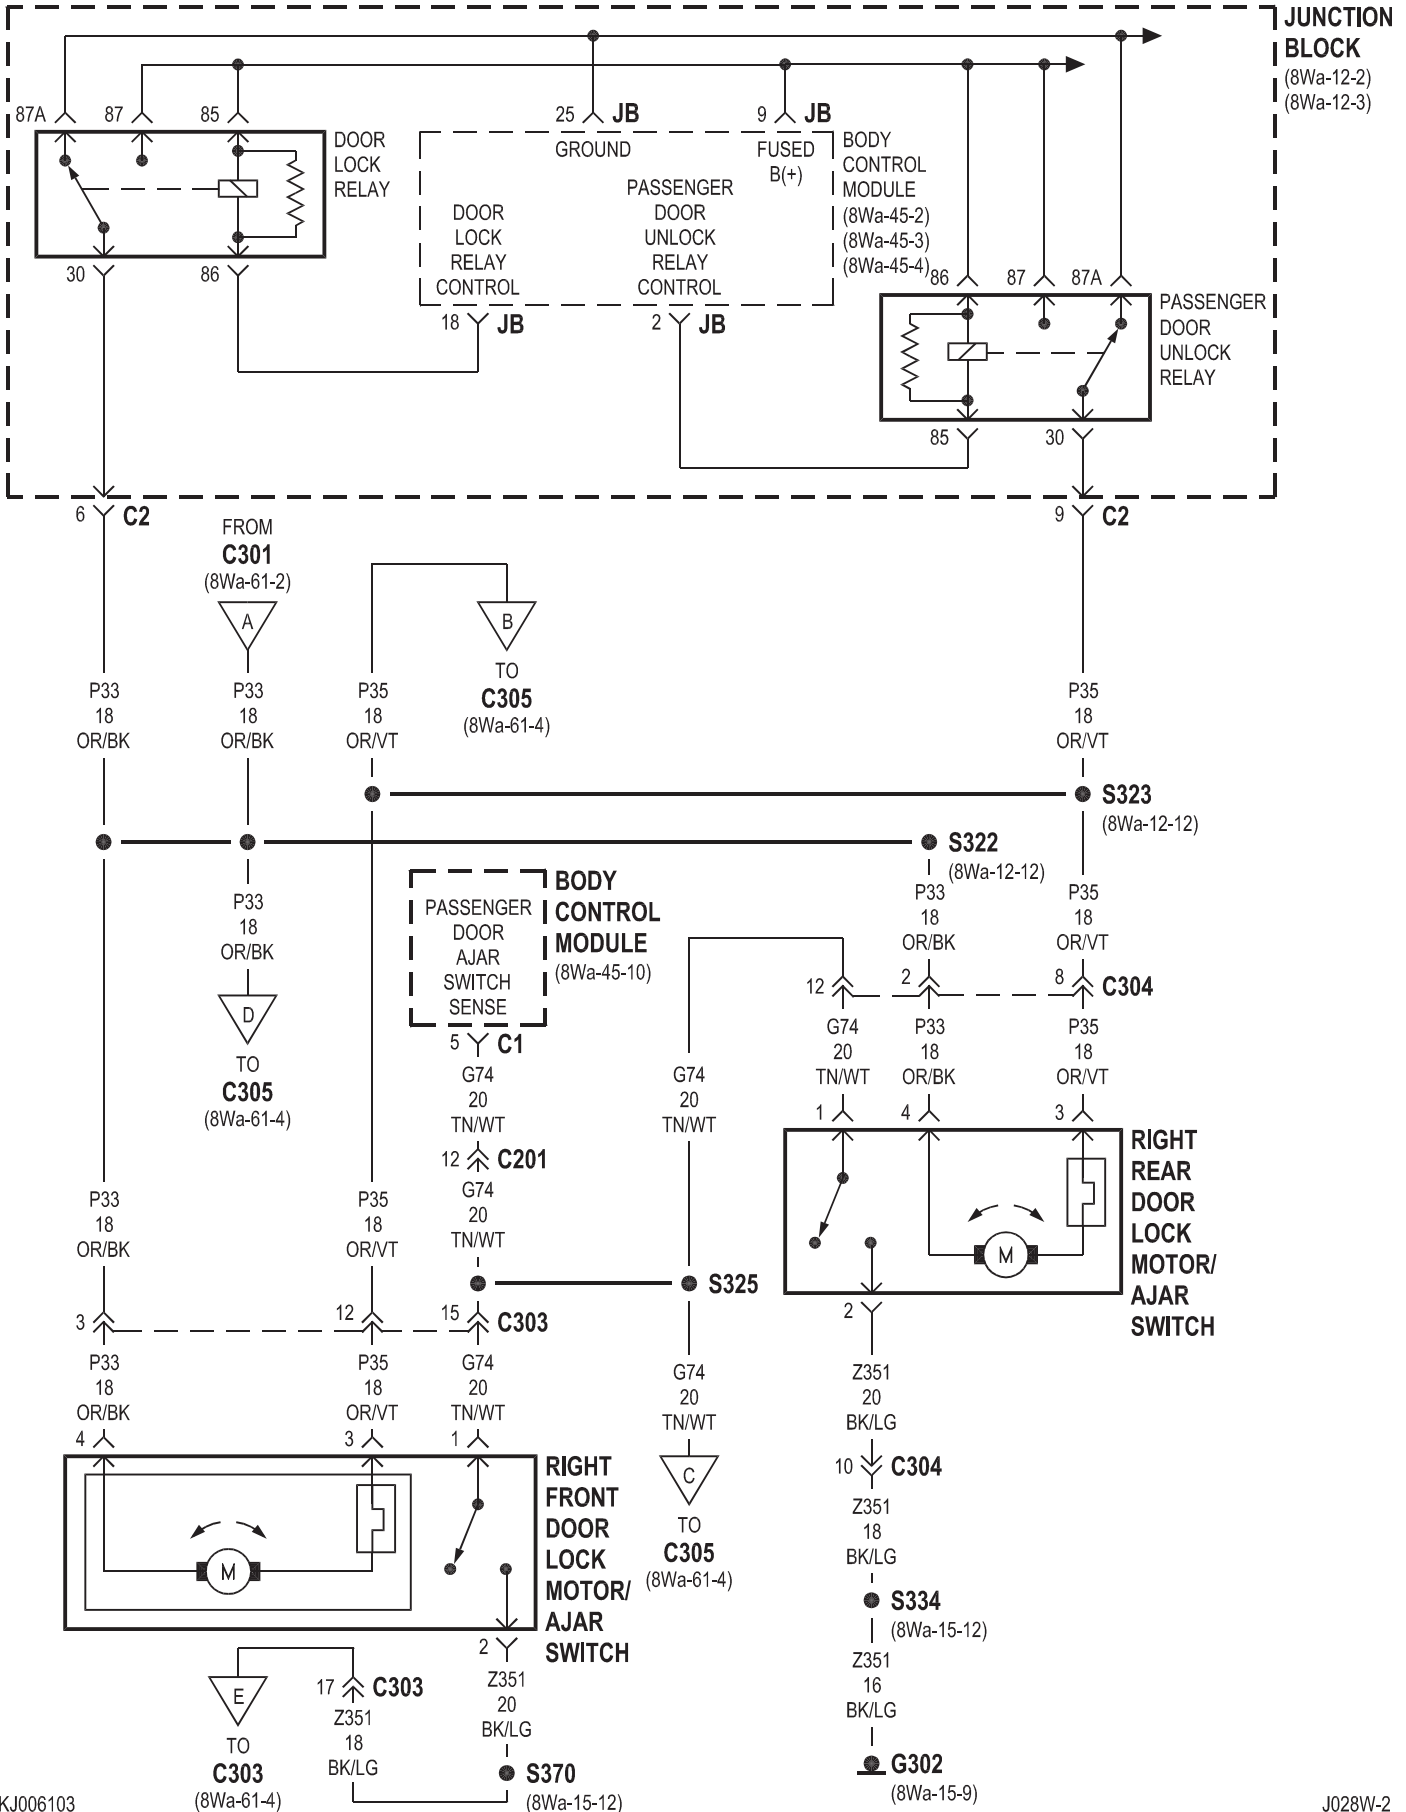 JUNCTION
BLOCK
(8Wa-12-2)
(8Wa-12-3)
87A
87
85
25
JB
9
JB
DOOR
LOCK
RELAY
GROUND
FUSED
B(+)
BODY
CONTROL
MODULE
(8Wa-45-2)
(8Wa-45-3)
(8Wa-45-4)
DOOR
LOCK
RELAY
CONTROL
PASSENGER
DOOR
UNLOCK
RELAY
CONTROL
30
86
18
JB
2
JB
86
87
87A
PASSENGER
DOOR
UNLOCK
RELAY
85
30
6
C2
9
C2
FROM
C301
(8Wa-61-2)
A
B
TO
C305
(8Wa-61-4)
P33
18
OR/BK
P33
18
OR/BK
P35
18
OR/VT
P35
18
OR/VT
S323
(8Wa-12-12)
S322
(8Wa-12-12)
P33
18
OR/BK
D
TO
C305
(8Wa-61-4)
PASSENGER
DOOR
AJAR
SWITCH
SENSE
BODY
CONTROL
MODULE
(8Wa-45-10)
5
C1
G74
20
TN/WT
12
C201
G74
20
TN/WT
G74
20
TN/WT
P33
18
OR/BK
P35
18
OR/VT
12
2
8
C304
G74
20
TN/WT
P33
18
OR/BK
P35
18
OR/VT
1
4
3
RIGHT
REAR
DOOR
LOCK
MOTOR/
AJAR
SWITCH
M
2
P33
18
OR/BK
P35
18
OR/VT
S325
3
12
15
C303
P33
18
OR/BK
P35
18
OR/VT
G74
20
TN/WT
4
3
1
RIGHT
FRONT
DOOR
LOCK
MOTOR/
AJAR
SWITCH
M
2
G74
20
TN/WT
C
TO
C305
(8Wa-61-4)
Z351
20
BK/LG
10
C304
Z351
18
BK/LG
S334
(8Wa-15-12)
Z351
16
BK/LG
G302
(8Wa-15-9)
E
TO
C303
(8Wa-61-4)
17
C303
Z351
18
BK/LG
Z351
20
BK/LG
S370
(8Wa-15-12)
KJ006103
J028W-2